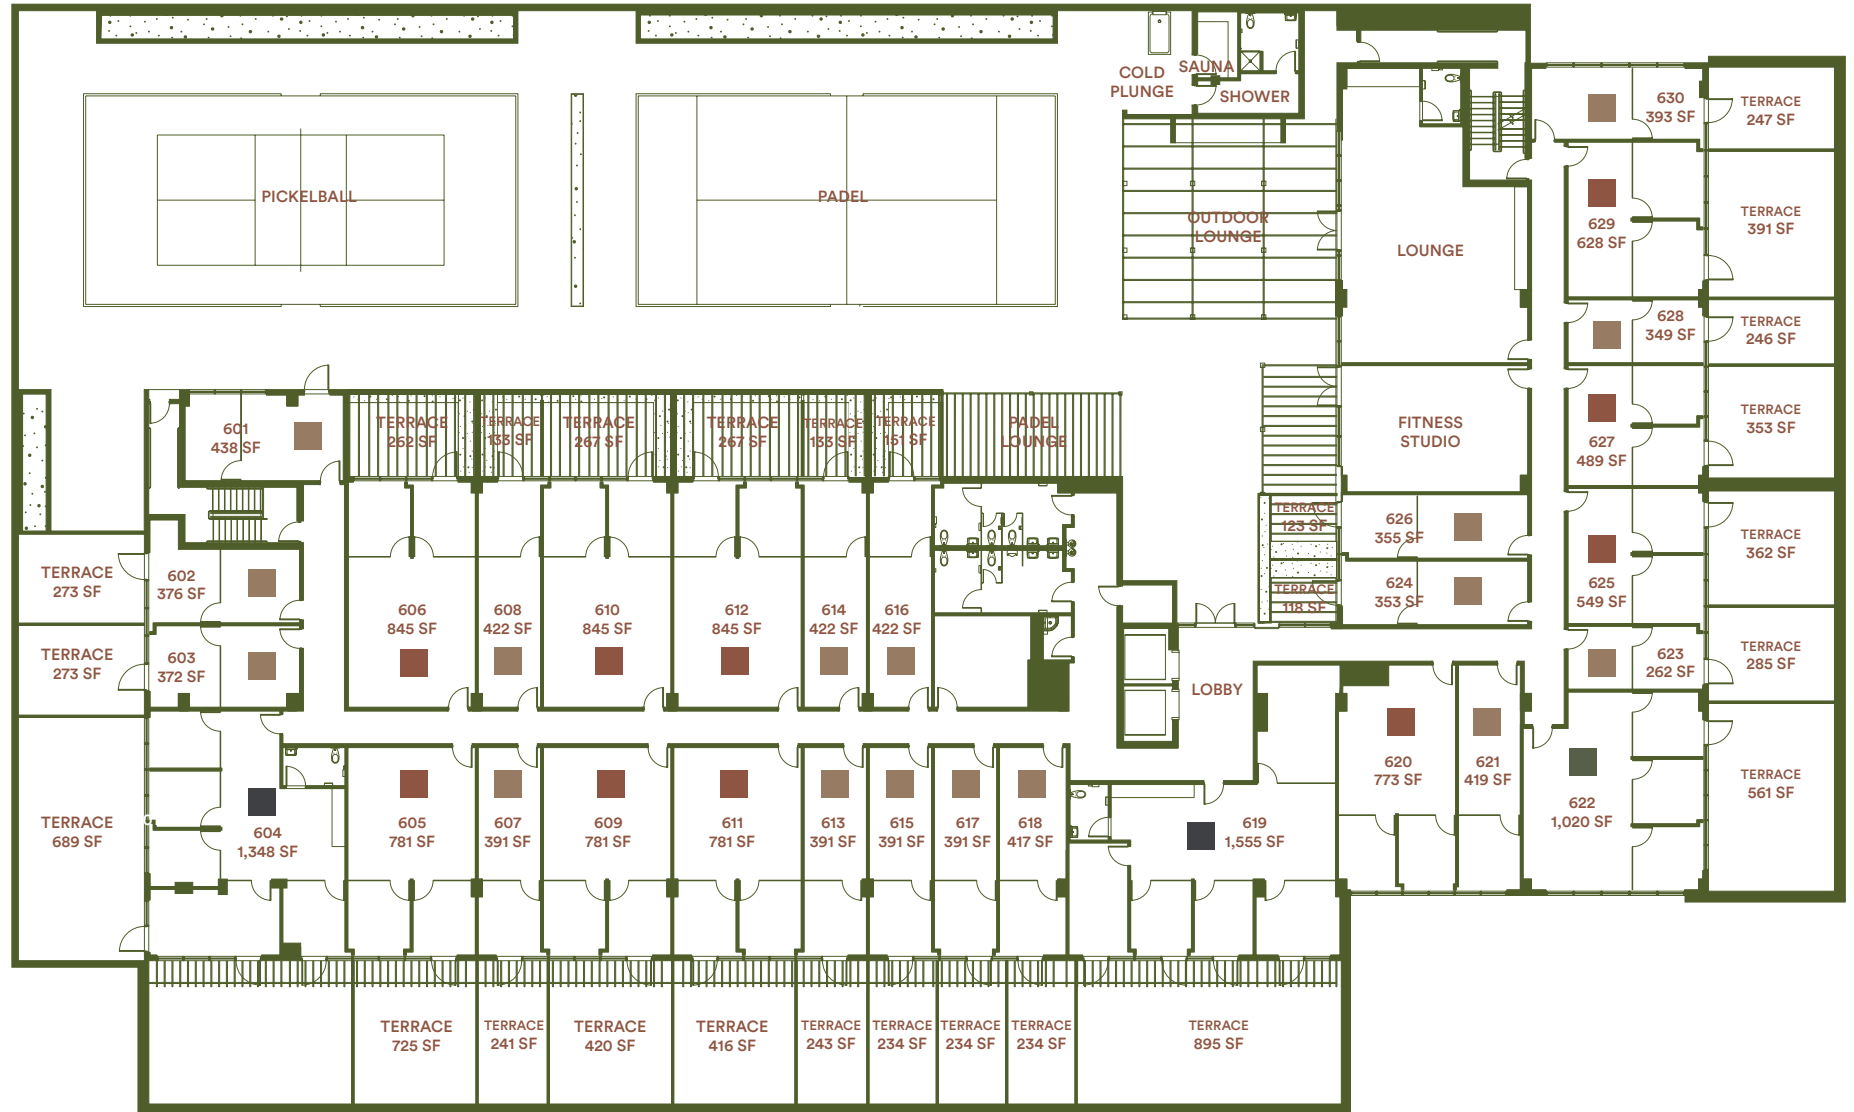 COLD
PLUNGE
SAUNA
SHOWER
630
393 SF
TERRACE
247 SF
PICKELBALL
PADEL
OUTDOOR
LOUNGE
LOUNGE
629
628 SF
TERRACE
391 SF
628
349 SF
TERRACE
246 SF
601
438 SF
TERRACE
262 SF
TERRACE
133 SF
TERRACE
267 SF
TERRACE
267 SF
TERRACE
133 SF
TERRACE
151 SF
PADEL
LOUNGE
FITNESS
STUDIO
627
489 SF
TERRACE
353 SF
TERRACE
123 SF
626
355 SF
625
549 SF
TERRACE
362 SF
TERRACE
273 SF
602
376 SF
606
845 SF
608
422 SF
610
845 SF
612
845 SF
614
422 SF
616
422 SF
TERRACE
118 SF
624
353 SF
TERRACE
273 SF
603
372 SF
LOBBY
623
262 SF
TERRACE
285 SF
TERRACE
689 SF
604
1,348 SF
605
781 SF
607
391 SF
609
781 SF
611
781 SF
613
391 SF
615
391 SF
617
391 SF
618
417 SF
619
1,555 SF
620
773 SF
621
419 SF
622
1,020 SF
TERRACE
561 SF
TERRACE
725 SF
TERRACE
241 SF
TERRACE
420 SF
TERRACE
416 SF
TERRACE
243 SF
TERRACE
234 SF
TERRACE
234 SF
TERRACE
234 SF
TERRACE
895 SF